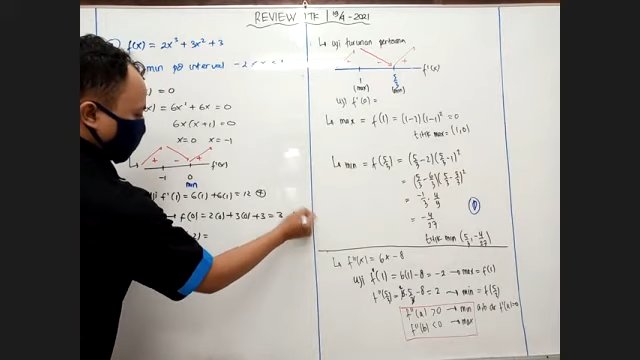 REVIEW ITK | 19/4 - 2021
f(x) = 2x³ + 3x² + 3
min pd interval -2
= 0
= 6x² + 6x = 0
6x(x+1) = 0
x = 0 x = -1
+ - + f'(x)
-1 0
min
f'(1) = 6(1) + 6(1) = 12 (+)
f(0) = 2(0) + 3(0) + 3 = 3
↳ uji turunan pertama
- + f'(x)
1 5/3
(max) (min)
uji f'(0) =
↳ max = f(1) = (1-2)(1-1)² = 0
titik max = (1,0)
↳ min = f(5/3) = (5/3 - 2)(5/3 - 1)²
= (5/3 - 6/3)(5/3 - 3/3)²
= -1/3 · 4/9
= -4/27
titik min (5/3, -4/27)
↳ f''(x) = 6x - 8
uji f''(1) = 6(1) - 8 = -2 → max = f(1)
f''(5/3) = 6·5/3 - 8 = 2 → min = f(5/3)
f''(a) > 0 → min
f''(b) < 0 → max